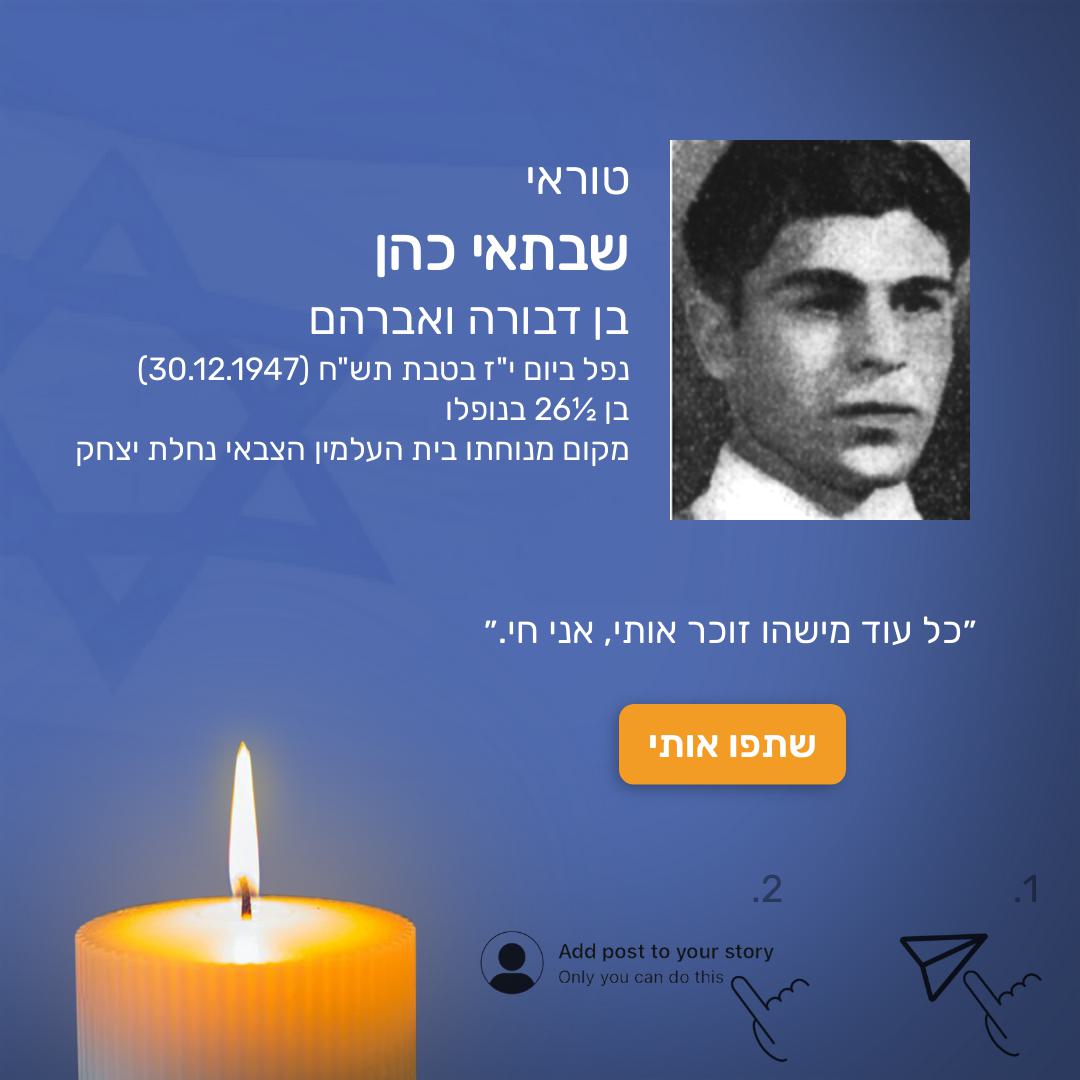 טוראי
שבתאי כהן
בן דבורה ואברהם
נפל ביום י"ז בטבת תש"ח (30.12.1947)
בן 26½ בנופלו
מקום מנוחתו בית העלמין הצבאי נחלת יצחק
״כל עוד מישהו זוכר אותי, אני חי.״
שתפו אותי
1.
2.
Add post to your story
Only you can do this